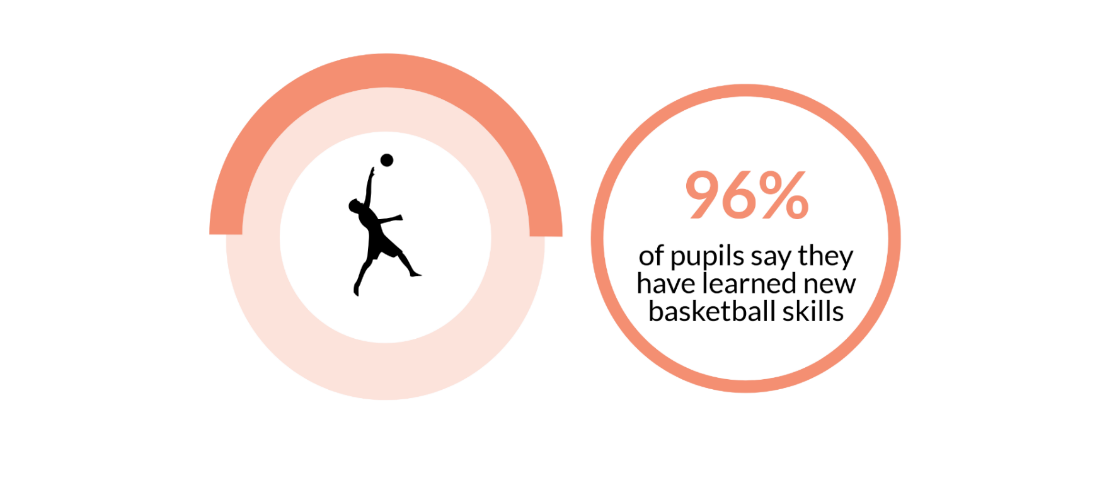 96%
of pupils say they
have learned new
basketball skills